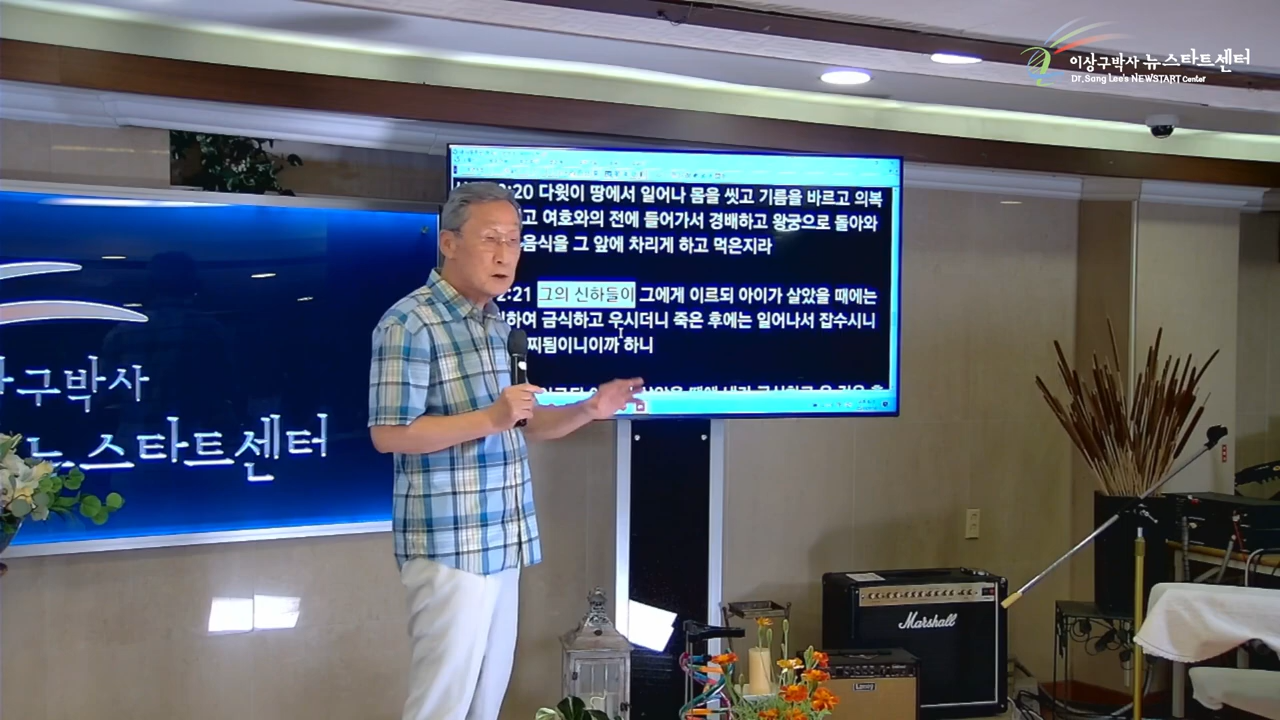 이상구박사 뉴스타트센터
Dr. Sang Lee's NEWSTART Center
:20 다윗이 땅에서 일어나 몸을 씻고 기름을 바르고 의복
고 여호와의 전에 들어가서 경배하고 왕궁으로 돌아와
음식을 그 앞에 차리게 하고 먹은지라
2:21 그의 신하들이 그에게 이르되 아이가 살았을 때에는
하여 금식하고 우시더니 죽은 후에는 일어나서 잡수시니
찌됨이니이까 하니
구박사
뉴스타트센터
Marshall
Laney